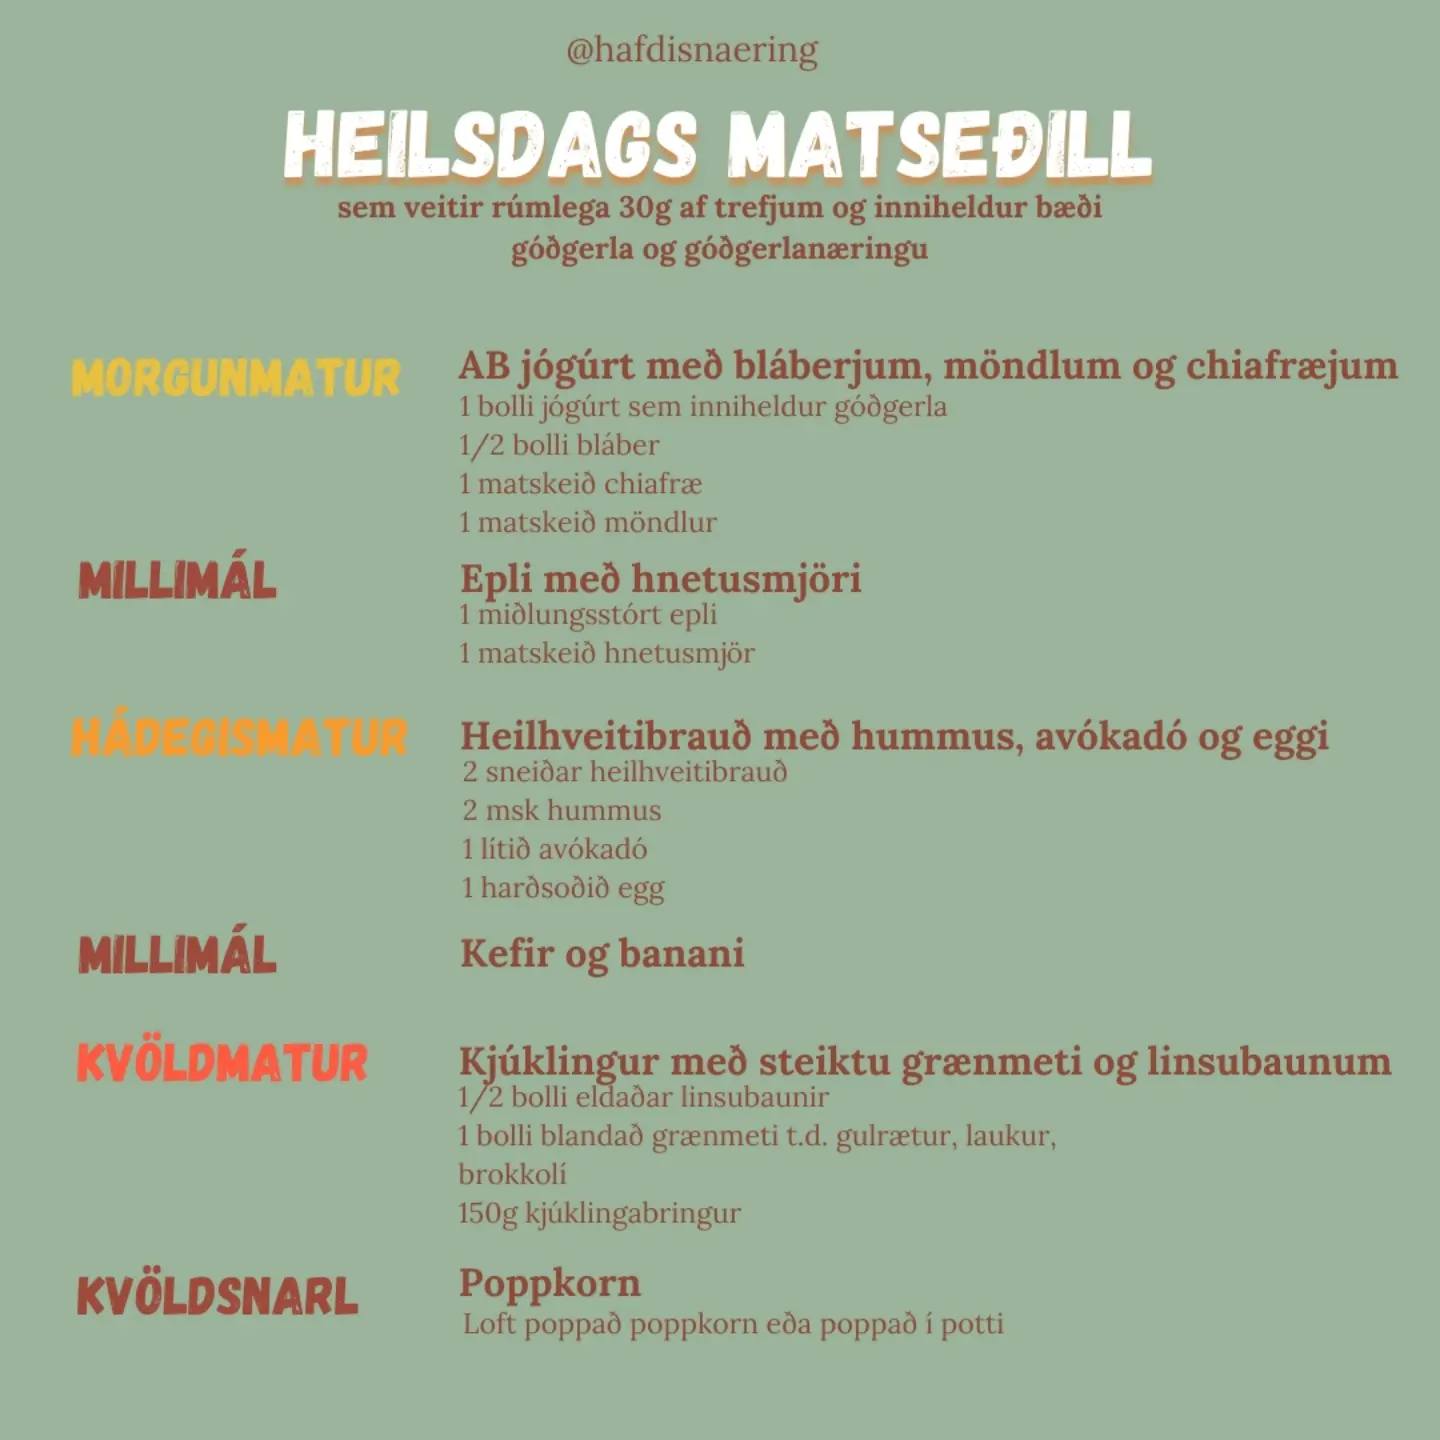 @hafdisnaering
HEILSDAGS MATSEÐILL
sem veitir rúmlega 30g af trefjum og inniheldur bæði
góðgerla og góðgerlanæringu
MORGUNMATUR
AB jógúrt með bláberjum, möndlum og chiafræjum
1 bolli jógúrt sem inniheldur góðgerla
1/2 bolli bláber
1 matskeið chiafræ
1 matskeið möndlur
MILLIMÁL
Epli með hnetusmjöri
1 miðlungsstórt epli
1 matskeið hnetusmjör
HÁDEGISMATUR
Heilhveitibrauð með hummus, avókadó og eggi
2 sneiðar heilhveitibrauð
2 msk hummus
1 lítið avókadó
1 harðsoðið egg
MILLIMÁL
Kefir og banani
KVÖLDMATUR
Kjúklingur með steiktu grænmeti og linsubaunum
1/2 bolli eldaðar linsubaunir
1 bolli blandað grænmeti t.d. gulrætur, laukur,
brokkolí
150g kjúklingabringur
KVÖLDSNARL
Poppkorn
Loft poppað poppkorn eða poppað í potti